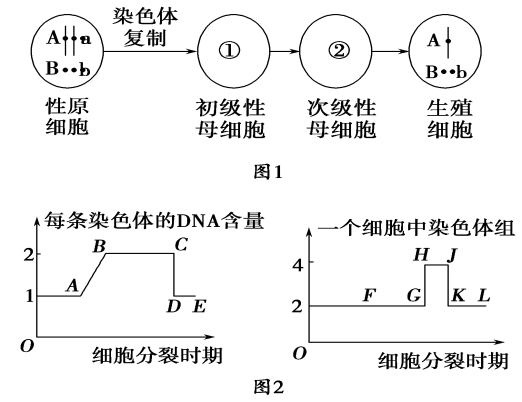 染色体
复制
A a
B b
①
②
A
B b
性原
细胞
初级性
母细胞
次级性
母细胞
生殖
细胞
图1
每条染色体的DNA含量
2
1
O
A
B
C
D E
细胞分裂时期
一个细胞中染色体组
4
2
O
F
G
H J
K L
细胞分裂时期
图2